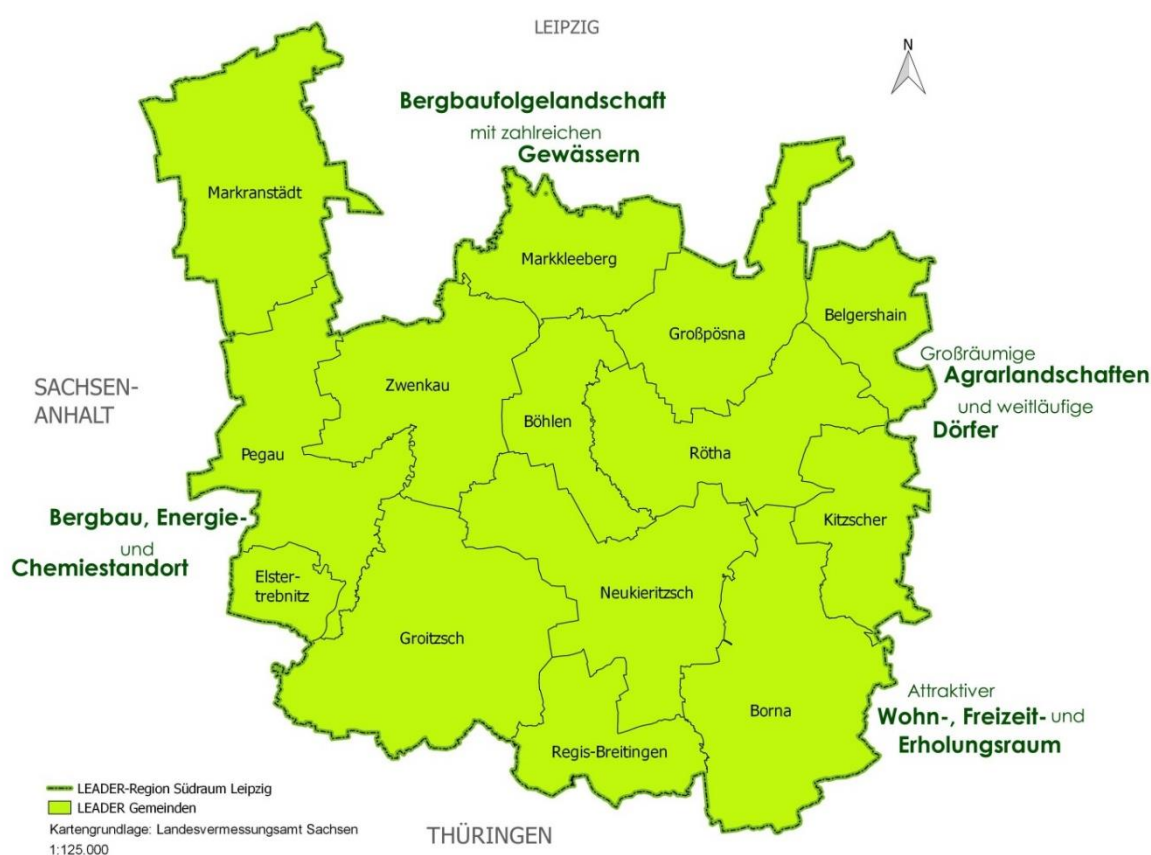 LEIPZIG
N
Bergbaufolgelandschaft
mit zahlreichen
Gewässern
Markranstädt
Markkleeberg
Belgershain
Großpösna
Großräumige
Agrarlandschaften
und weitläufige
Dörfer
SACHSEN-
ANHALT
Zwenkau
Böhlen
Pegau
Rötha
Bergbau, Energie-
und
Chemiestandort
Kitzscher
Elster-
trebnitz
Neukieritzsch
Groitzsch
Attraktiver
Wohn-, Freizeit- und
Erholungsraum
Borna
Regis-Breitingen
LEADER-Region Südraum Leipzig
LEADER Gemeinden
Kartengrundlage: Landesvermessungsamt Sachsen
1:125.000
THÜRINGEN